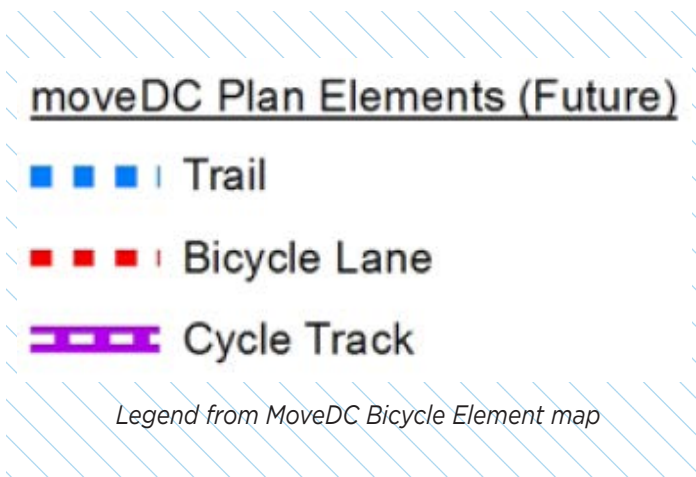 moveDC Plan Elements (Future)
Trail
Bicycle Lane
Cycle Track
Legend from MoveDC Bicycle Element map